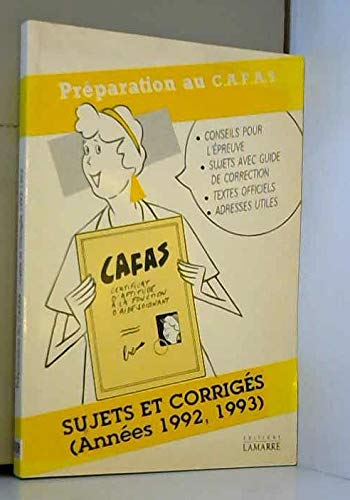 Préparation au C.A.F.A.S
• CONSEILS POUR
L'ÉPREUVE
• SUJETS AVEC GUIDE
DE CORRECTION
• TEXTES OFFICIELS
• ADRESSES UTILES
CAFAS
CERTIFICAT
D'APTITUDE
À LA FONCTION
D'AIDE-SOIGNANT
SUJETS ET CORRIGÉS
(Années 1992, 1993)
ÉDITIONS
LAMARRE